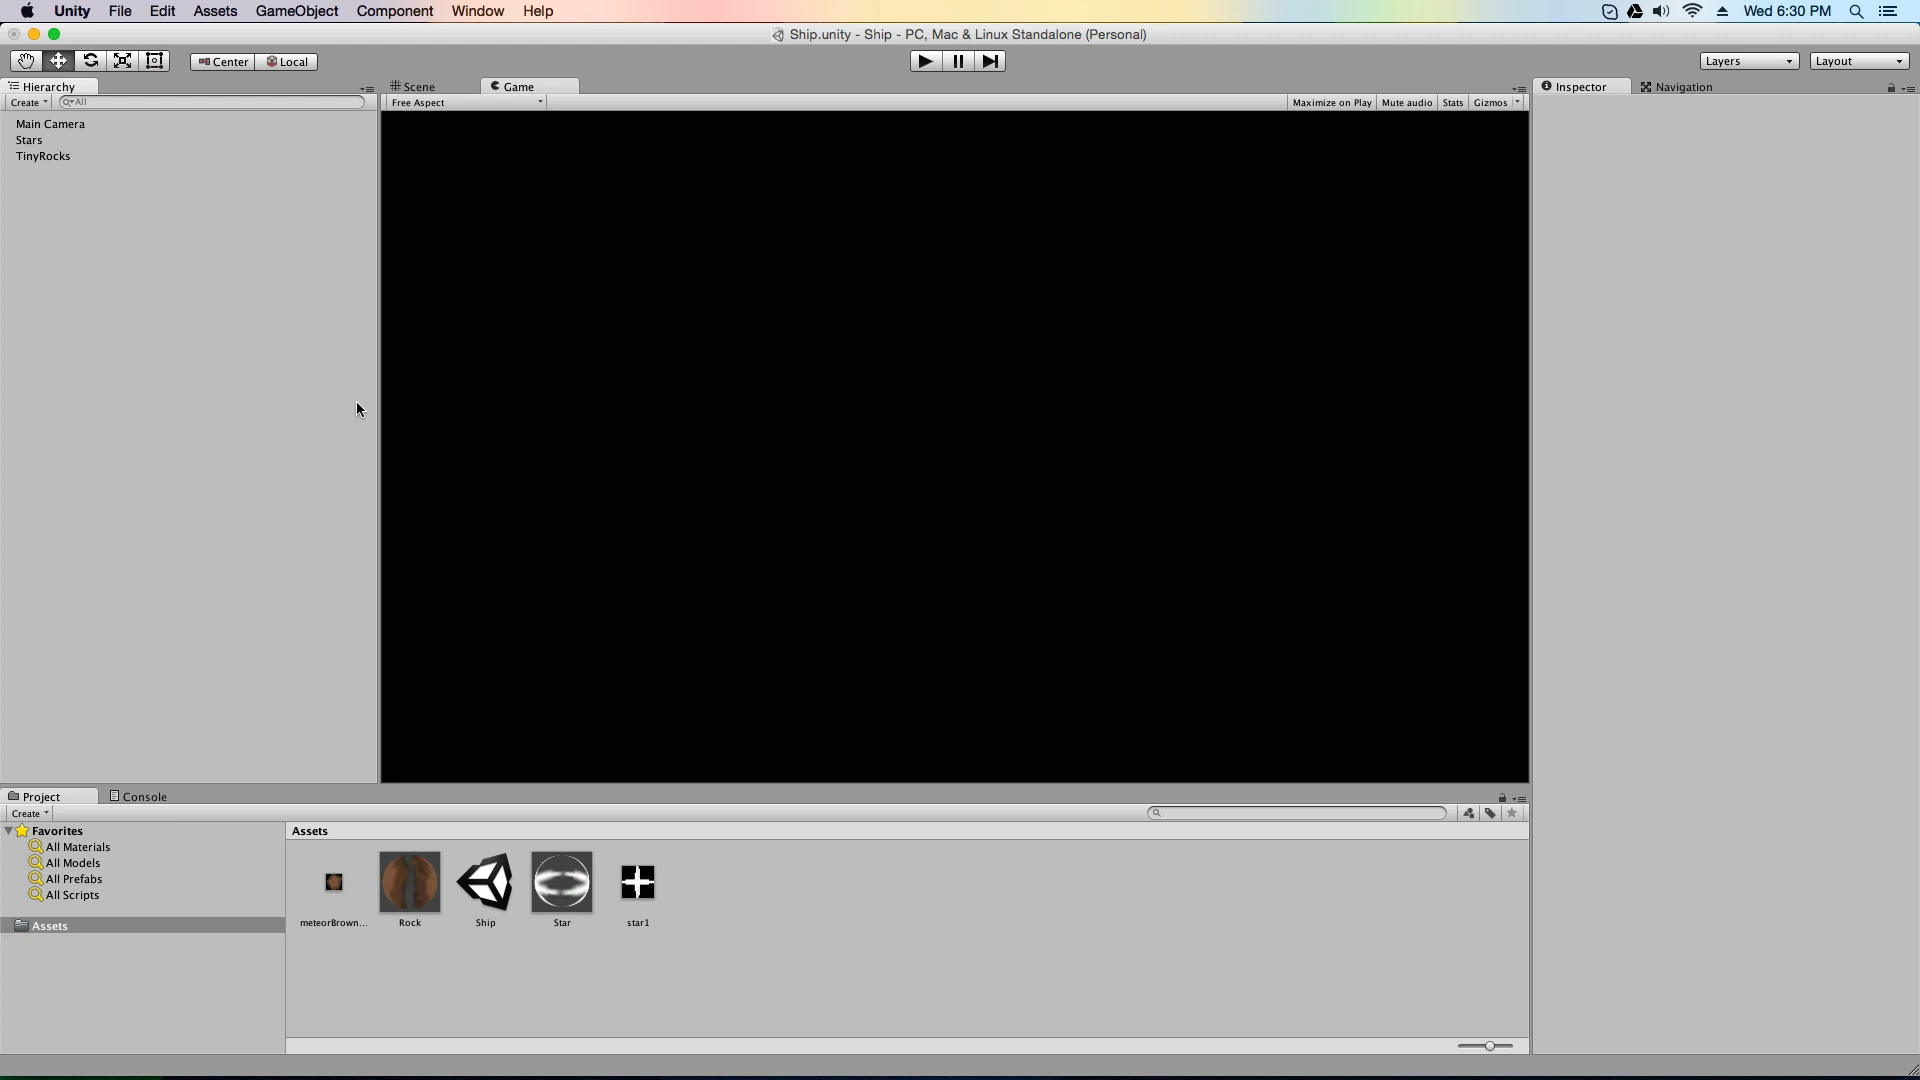 Unity File Edit Assets GameObject Component Window Help Wed 6:30 PM
Ship.unity - Ship - PC, Mac & Linux Standalone (Personal)
Center Local Layers Layout
Hierarchy Scene Game Inspector Navigation
Create All Free Aspect Maximize on Play Mute audio Stats Gizmos
Main Camera
Stars
TinyRocks
Project Console
Create
Favorites
All Materials
All Models
All Prefabs
All Scripts
Assets
Assets
meteorBrown... Rock Ship Star star1